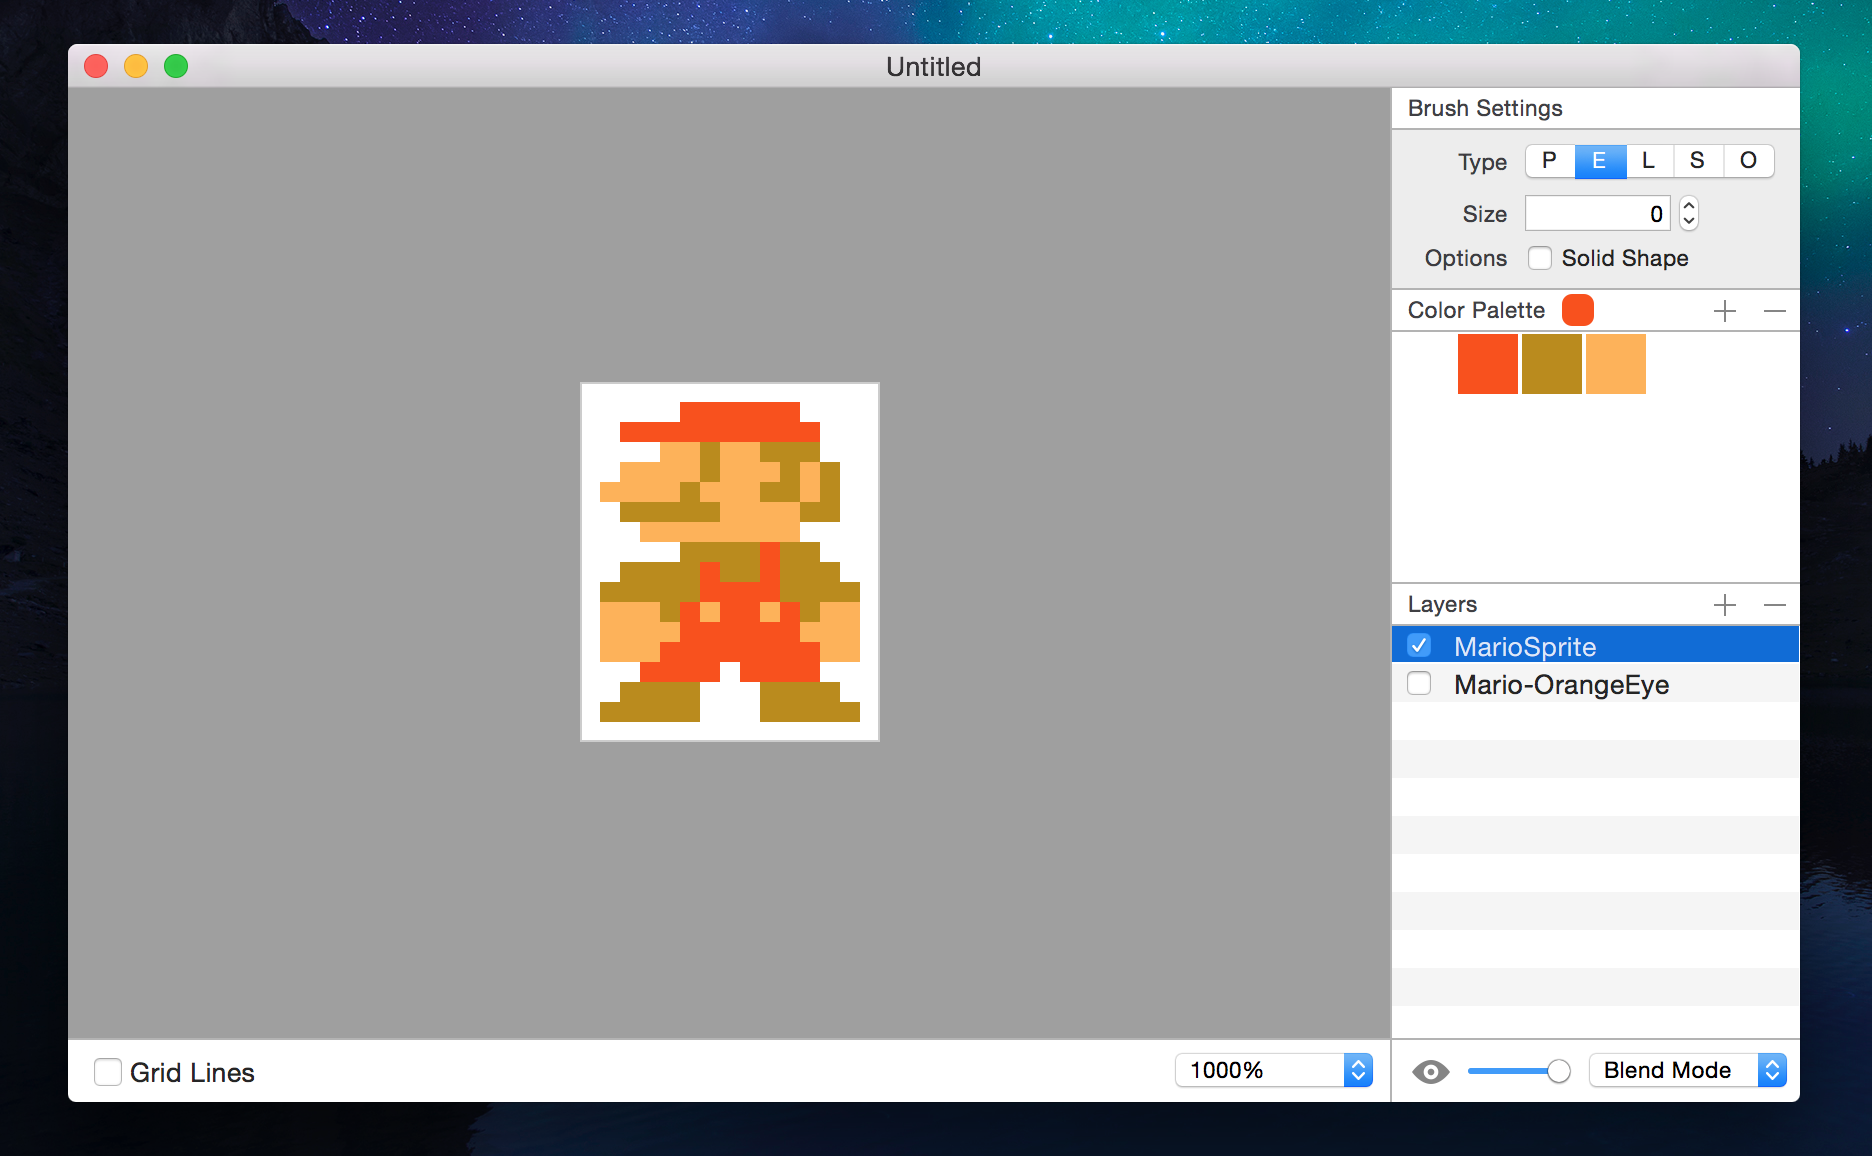 Untitled
Brush Settings
Type P E L S O
Size 0
Options Solid Shape
Color Palette
Layers
MarioSprite
Mario-OrangeEye
Grid Lines 1000% Blend Mode